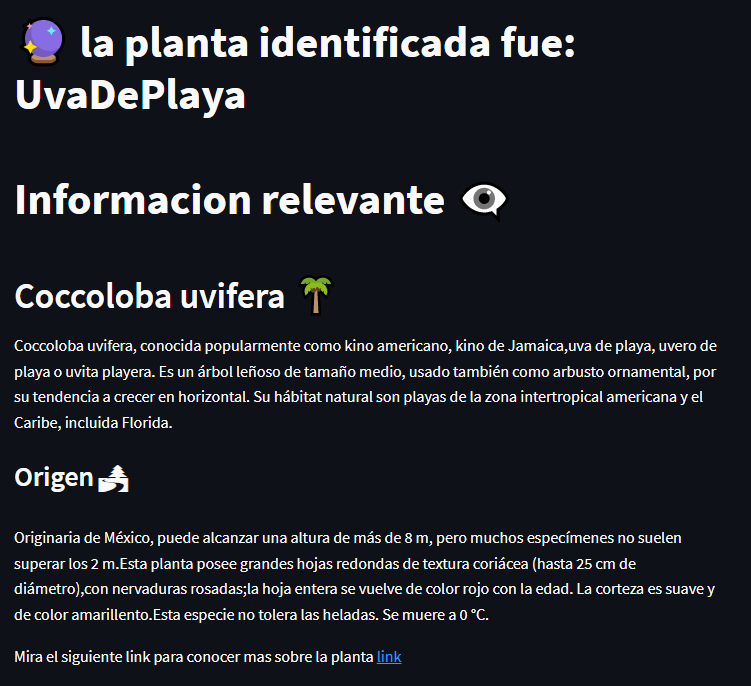 la planta identificada fue:
UvaDePlaya
Informacion relevante
Coccoloba uvifera
Coccoloba uvifera, conocida popularmente como kino americano, kino de Jamaica,uva de playa, uvero de
playa o uvita playera. Es un árbol leñoso de tamaño medio, usado también como arbusto ornamental, por
su tendencia a crecer en horizontal. Su hábitat natural son playas de la zona intertropical americana y el
Caribe, incluida Florida.
Origen
Originaria de México, puede alcanzar una altura de más de 8 m, pero muchos específimenes no suelen
superar los 2 m.Esta planta posee grandes hojas redondas de textura coriácea (hasta 25 cm de
diámetro),con nervaduras rosadas;la hoja entera se vuelve de color rojo con la edad. La corteza es suave y
de color amarillento.Esta especie no tolera las heladas. Se muere a 0 °C.
Mira el siguiente link para conocer mas sobre la planta link